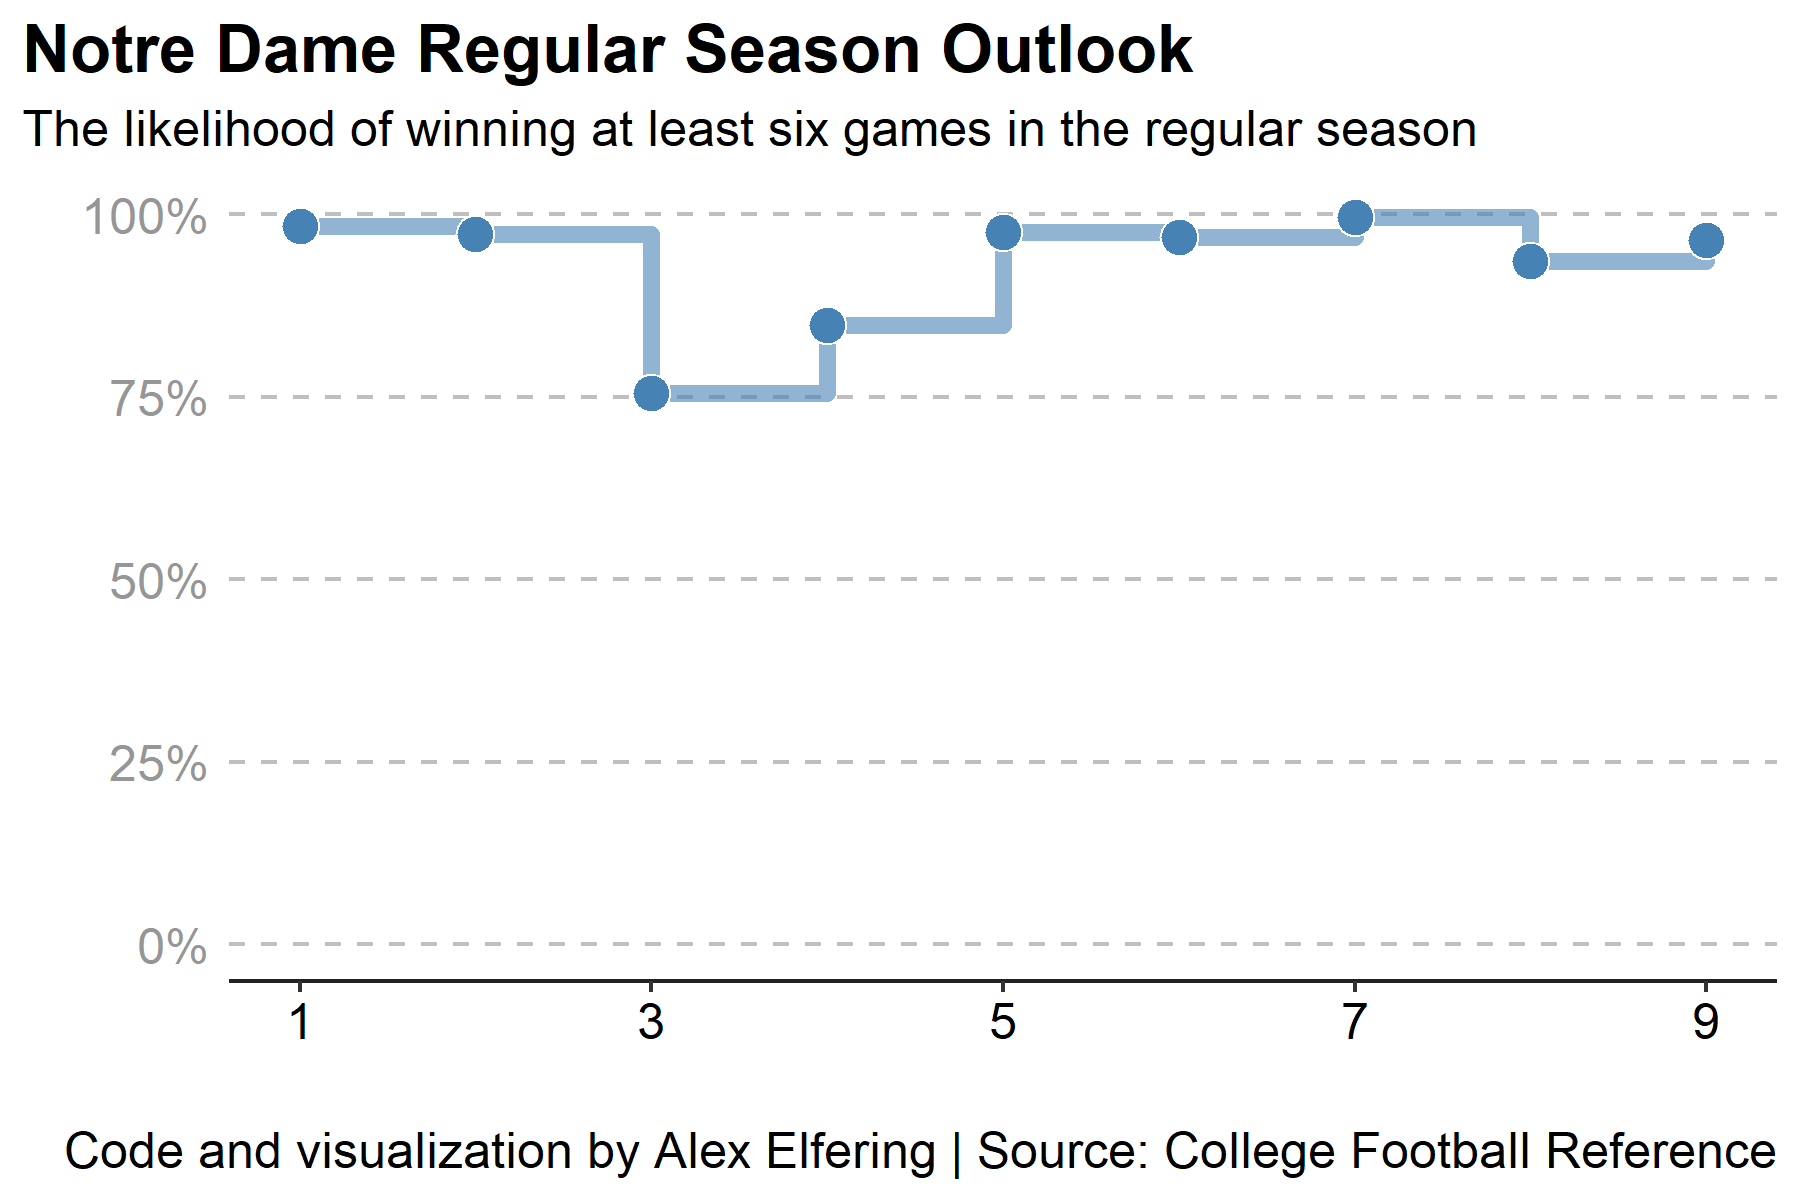 Notre Dame Regular Season Outlook
The likelihood of winning at least six games in the regular season
100%
75%
50%
25%
0%
1 3 5 7 9
Code and visualization by Alex Elfering | Source: College Football Reference